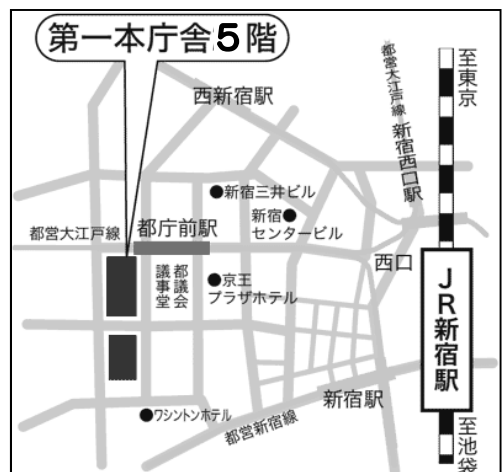 第一本庁舎5階
至東京
都営大江戸線
新宿西口駅
西新宿駅
●新宿三井ビル
新宿●
センタービル
都営大江戸線
都庁前駅
西口
都議会
議事堂
●京王
プラザホテル
JR新宿駅
新宿駅
●ワシントンホテル
都営新宿線
至池袋